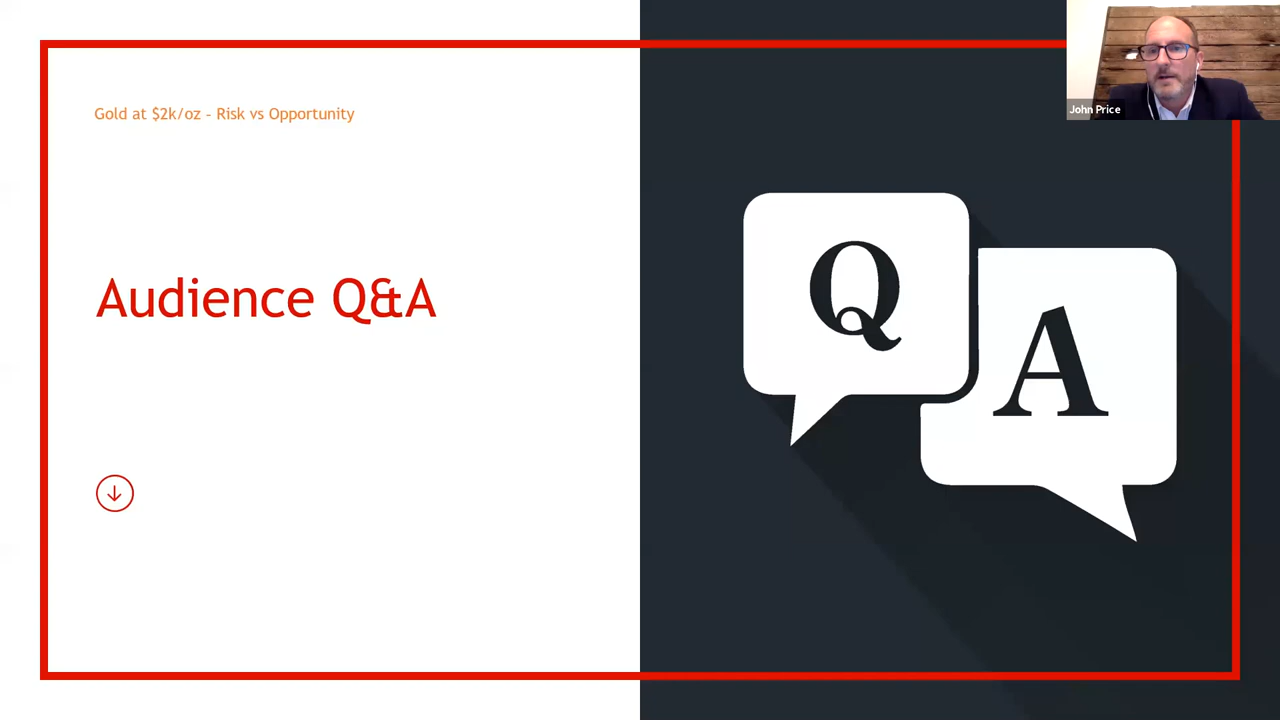 Gold at $2k/oz – Risk vs Opportunity
John Price
Audience Q&A
Q
A